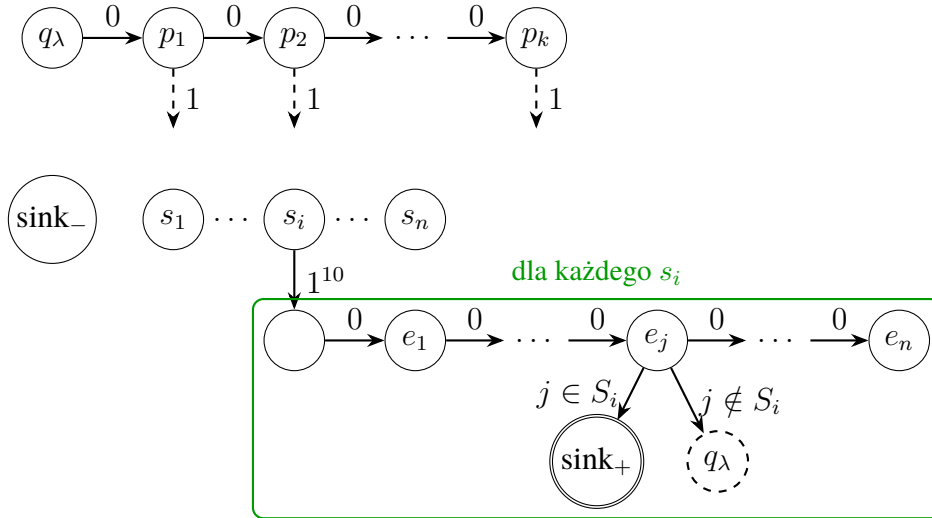 0 0 0 0
q_λ p_1 p_2 ⋯ p_k
1 1 1
sink_− s_1 ⋯ s_i ⋯ s_n
1^{10}
dla każdego s_i
0 0 0 0 0
e_1 ⋯ e_j ⋯ e_n
j ∈ S_i j ∉ S_i
sink_+ q_λ